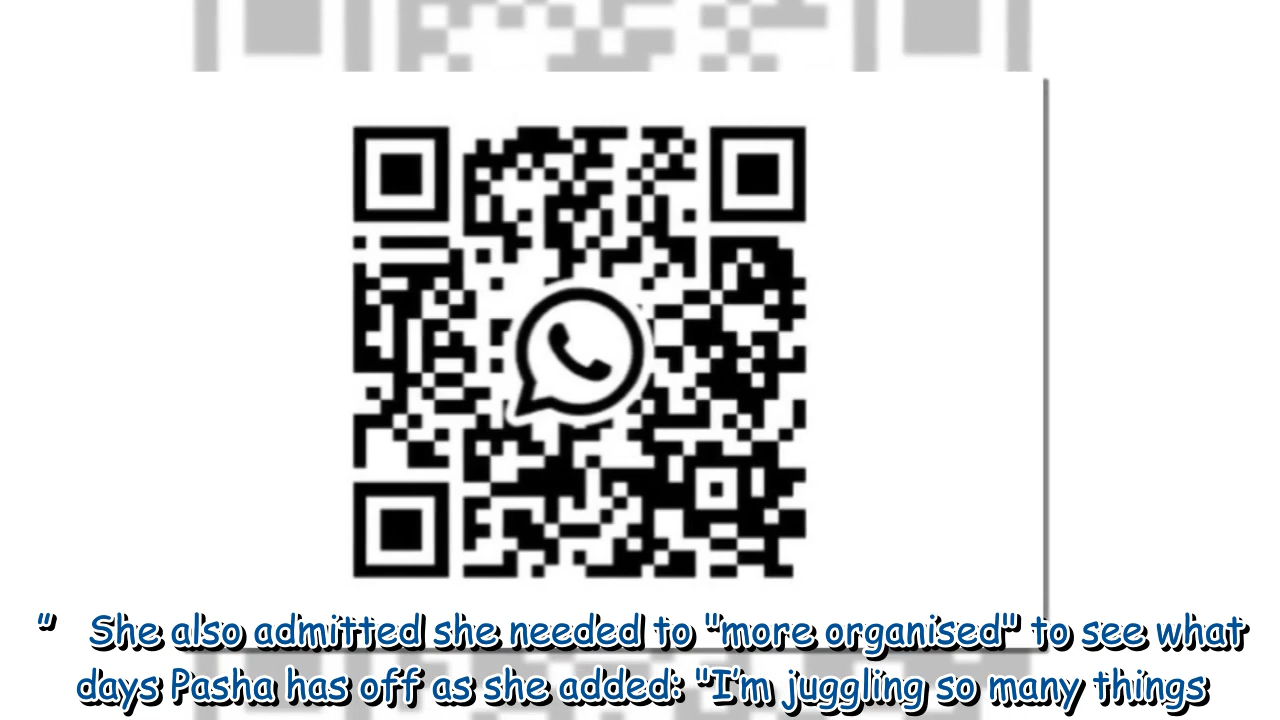 ” She also admitted she needed to "more organised" to see what
days Pasha has off as she added: "I’m juggling so many things